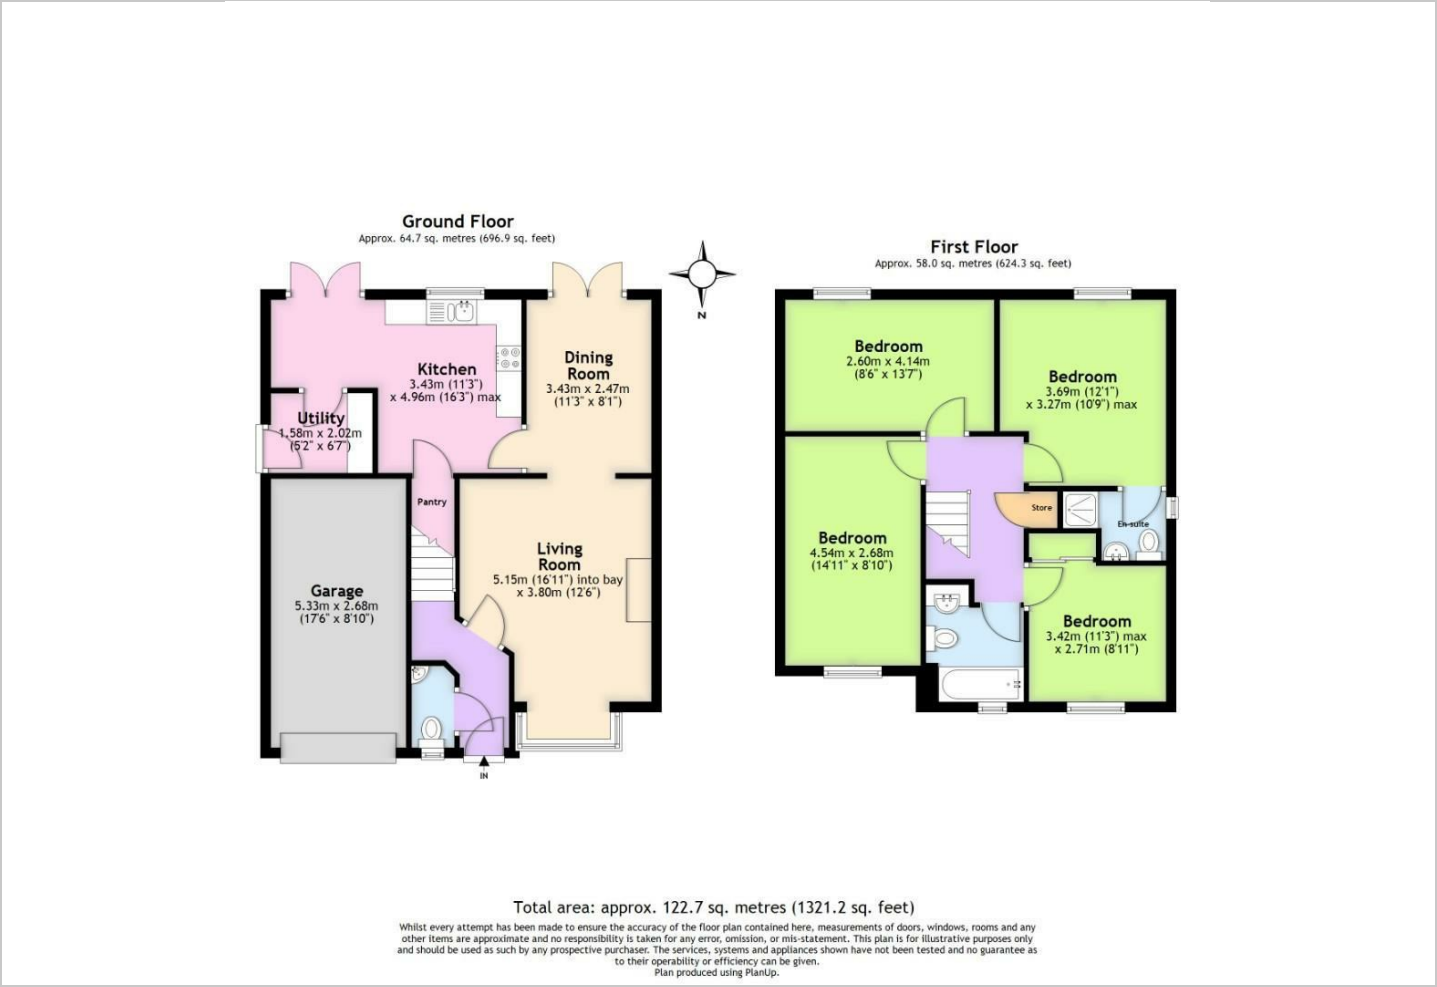 Ground Floor
Approx. 64.7 sq. metres (696.9 sq. feet)
Kitchen
3.43m (11'3")
x 4.96m (16'3") max
Dining
Room
3.43m x 2.47m
(11'3" x 8'1")
Utility
1.58m x 2.02m
(5'2" x 6'7")
Pantry
Living
Room
5.15m (16'11") into bay
x 3.80m (12'6")
Garage
5.33m x 2.68m
(17'6" x 8'10")
IN
N
First Floor
Approx. 58.0 sq. metres (624.3 sq. feet)
Bedroom
2.60m x 4.14m
(8'6" x 13'7")
Bedroom
3.69m (12'1")
x 3.27m (10'9") max
Store
En-suite
Bedroom
4.54m x 2.68m
(14'11" x 8'10")
Bedroom
3.42m (11'3") max
x 2.71m (8'11")
Total area: approx. 122.7 sq. metres (1321.2 sq. feet)
Whilst every attempt has been made to ensure the accuracy of the floor plan contained here, measurements of doors, windows, rooms and any
other items are approximate and no responsibility is taken for any error, omission, or mis-statement. This plan is for illustrative purposes only
and should be used as such by any prospective purchaser. The services, systems and appliances shown have not been tested and no guarantee as
to their operability or efficiency can be given.
Plan produced using PlanUp.